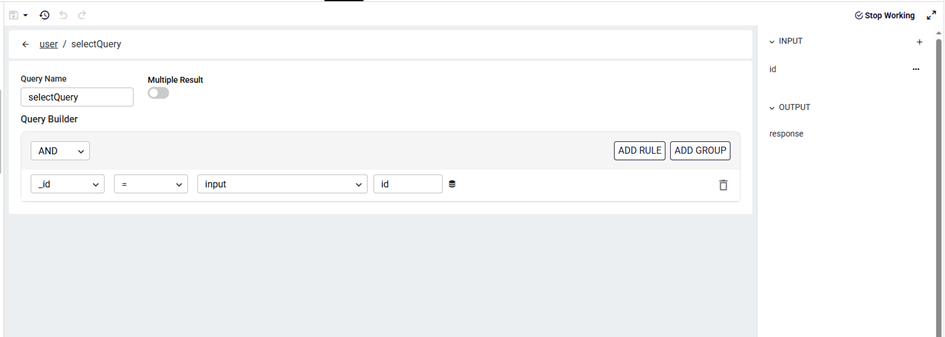 Stop Working
user / selectQuery
Query Name
Multiple Result
selectQuery
Query Builder
AND
ADD RULE
ADD GROUP
_id
=
input
id
INPUT
id
OUTPUT
response